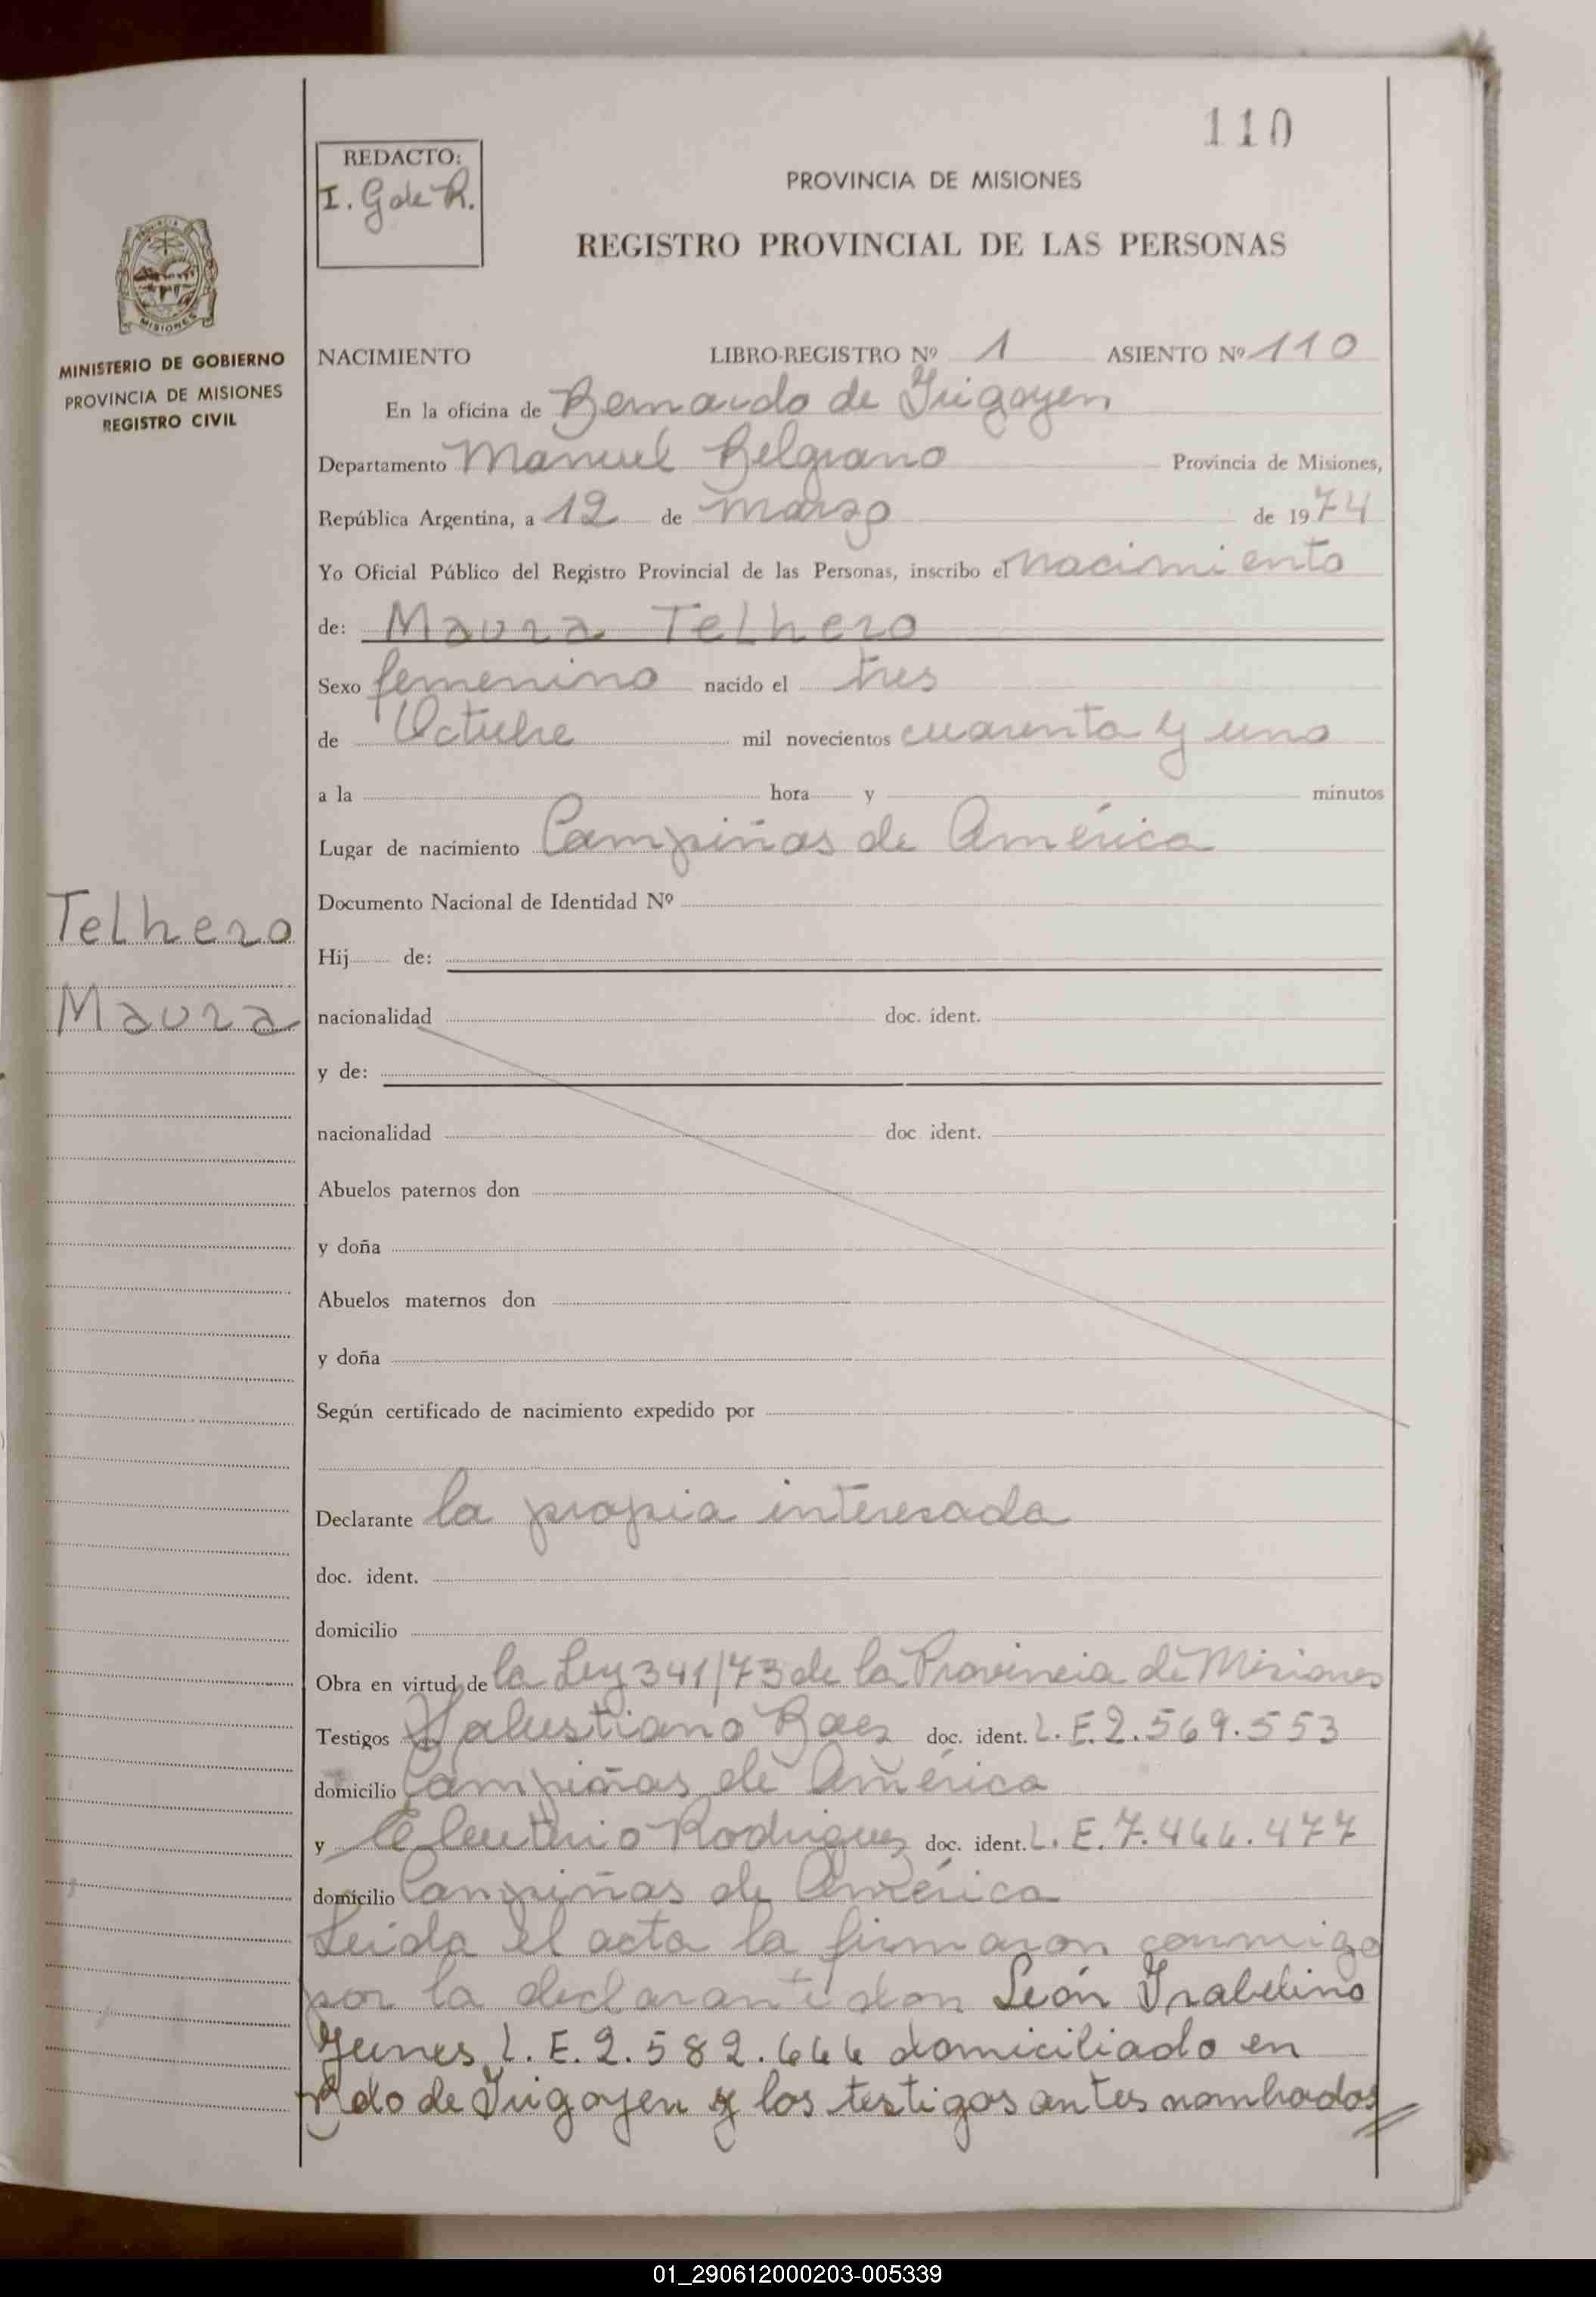 110
REDACTO:
I. G de R.
PROVINCIA DE MISIONES
REGISTRO PROVINCIAL DE LAS PERSONAS
PROVINCIA
MISIONES
MINISTERIO DE GOBIERNO
PROVINCIA DE MISIONES
REGISTRO CIVIL
NACIMIENTO LIBRO-REGISTRO Nº 1 ASIENTO Nº 110
En la oficina de Bernardo de Irigoyen
Departamento Manuel Belgrano Provincia de Misiones,
República Argentina, a 12 de marzo de 1974
Yo Oficial Público del Registro Provincial de las Personas, inscribo el nacimiento
de: Maura Telhero
Sexo femenino nacido el tres
de Octubre mil novecientos cuarenta y uno
a la hora y minutos
Lugar de nacimiento Campiñas de América
Documento Nacional de Identidad Nº
Telhero
Hij de:
Maura
nacionalidad doc. ident.
y de:
nacionalidad doc. ident.
Abuelos paternos don
y doña
Abuelos maternos don
y doña
Según certificado de nacimiento expedido por
Declarante la propia interesada
doc. ident.
domicilio
Obra en virtud de la Ley 341/73 de la Provincia de Misiones
Testigos Salustiano Baez doc. ident. L. E. 2.569.553
domicilio Campiñas de América
y Eleuterio Rodriguez doc. ident. L. E. 7.466.477
domicilio Campiñas de América
Leida el acta la firmaron conmigo
por la declarante don León Isabelino
L. E. 2.582.666 domiciliado en
Bdo de Irigoyen y los testigos antes nombrados
01_290612000203-005339